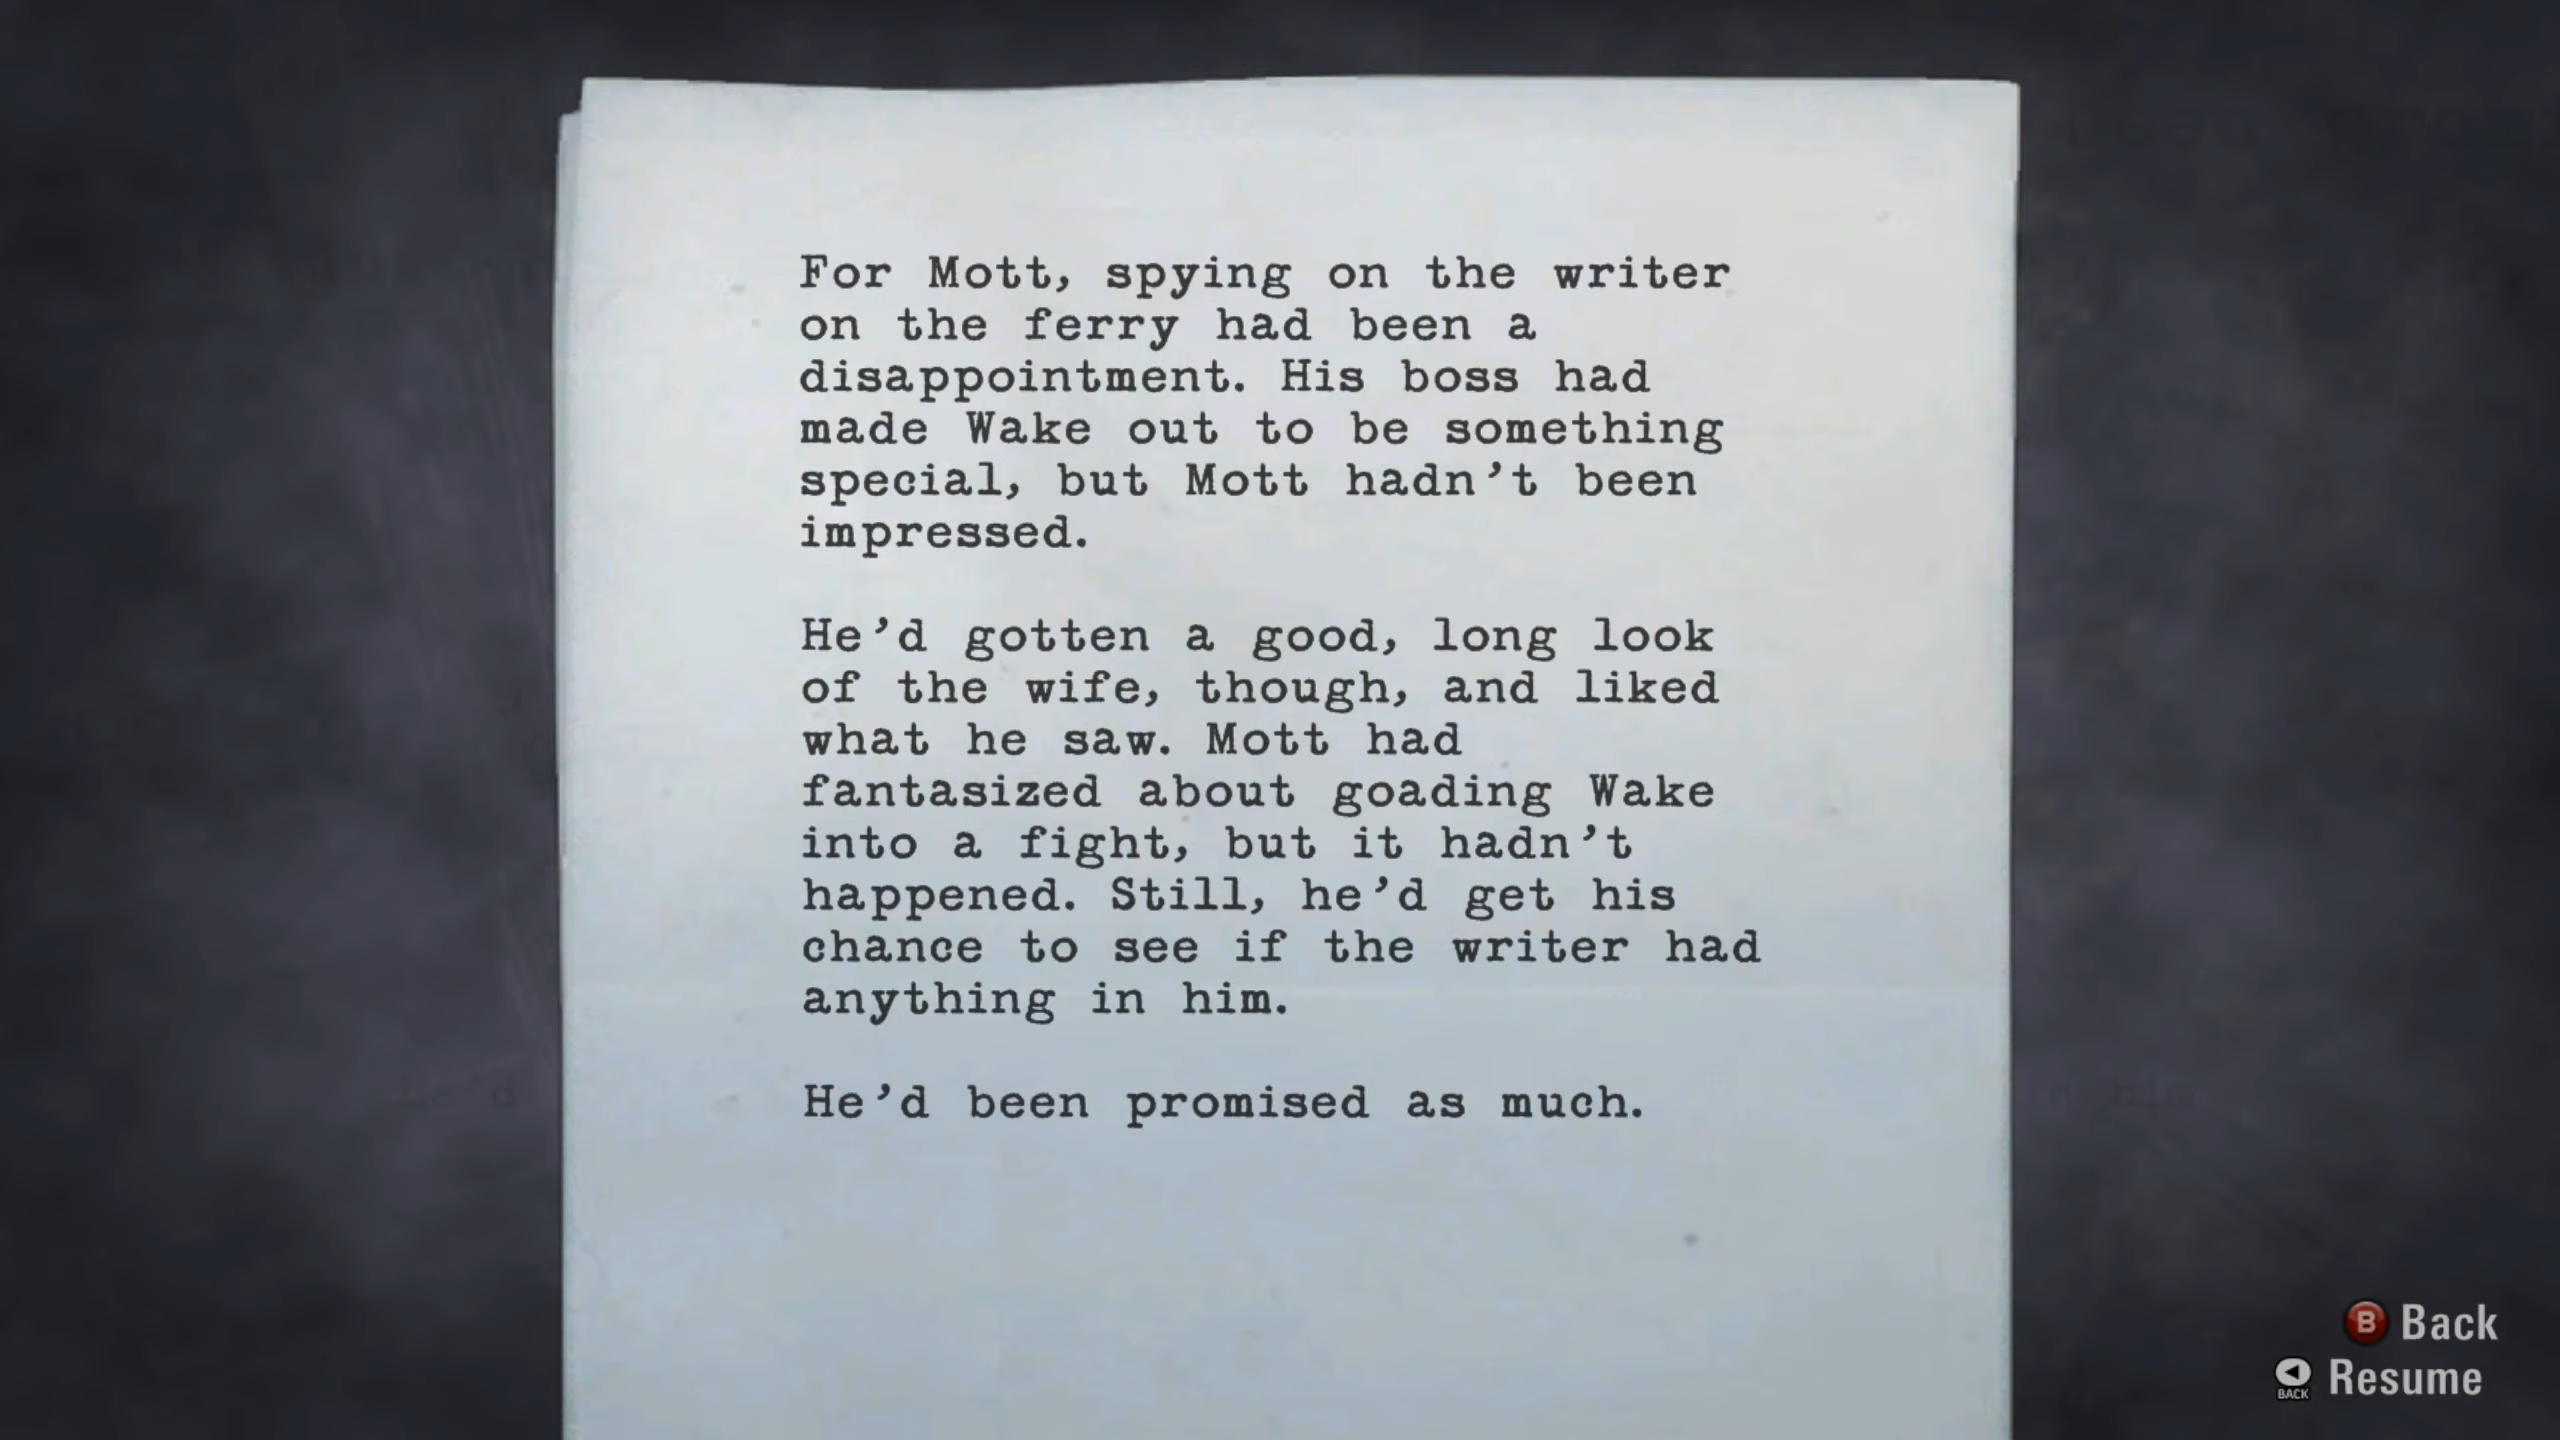 For Mott, spying on the writer
on the ferry had been a
disappointment. His boss had
made Wake out to be something
special, but Mott hadn’t been
impressed.
He’d gotten a good, long look
of the wife, though, and liked
what he saw. Mott had
fantasized about goading Wake
into a fight, but it hadn’t
happened. Still, he’d get his
chance to see if the writer had
anything in him.
He’d been promised as much.
B Back
BACK Resume